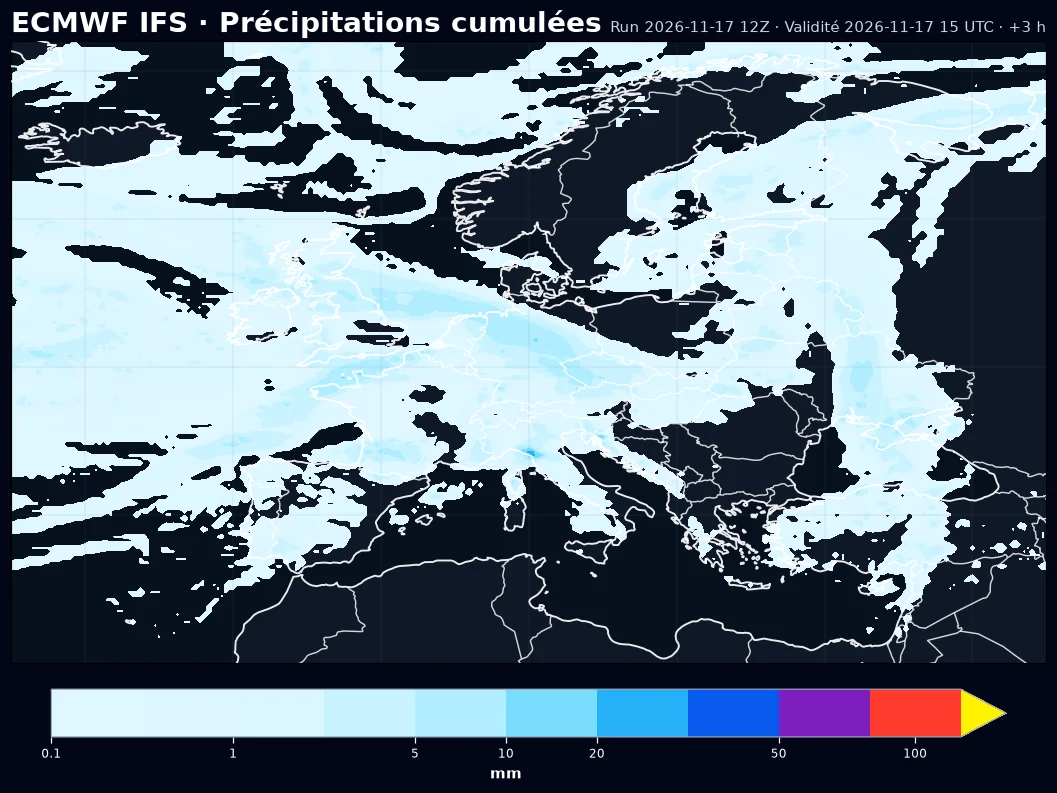 ECMWF IFS · Précipitations cumulées Run 2026-11-17 12Z · Validité 2026-11-17 15 UTC · +3 h
0.1 1 5 10 20 50 100
mm